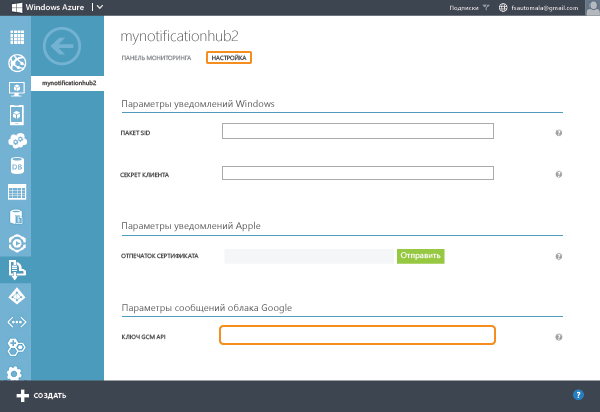 Windows Azure
Подписки
fsautomala@gmail.com
mynotificationhub2
mynotificationhub2
ПАНЕЛЬ МОНИТОРИНГА
НАСТРОЙКА
Параметры уведомлений Windows
ПАКЕТ SID
?
СЕКРЕТ КЛИЕНТА
?
Параметры уведомлений Apple
ОТПЕЧАТОК СЕРТИФИКАТА
Отправить
?
Параметры сообщений облака Google
КЛЮЧ GCM API
?
DB
СОЗДАТЬ
?